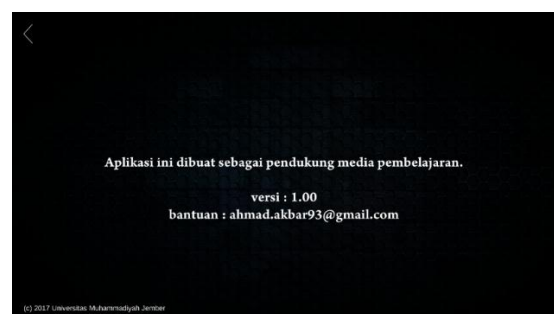 Aplikasi ini dibuat sebagai pendukung media pembelajaran.
versi : 1.00
bantuan : ahmad.akbar93@gmail.com
(c) 2017 Universitas Muhammadiyah Jember